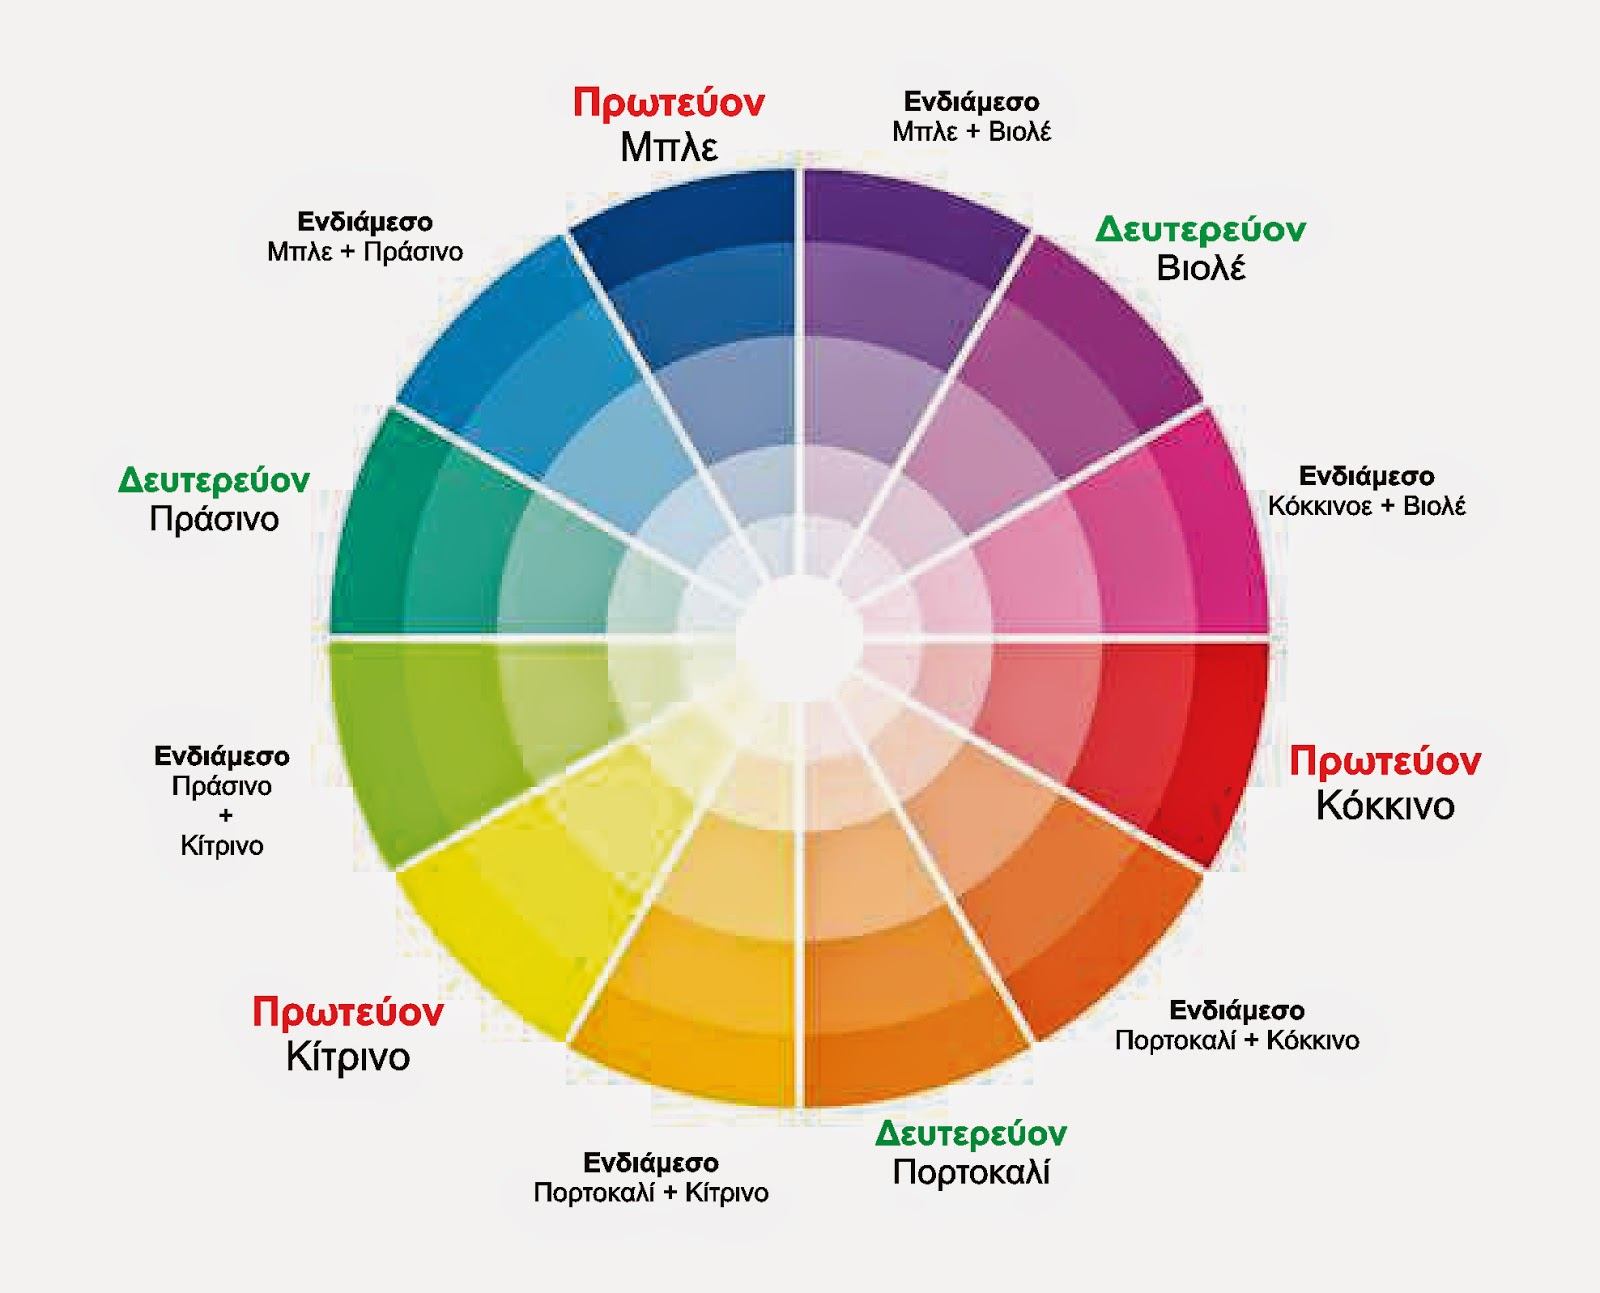 Πρωτεύον
Μπλε
Ενδιάμεσο
Μπλε + Βιολέ
Δευτερεύον
Βιολέ
Ενδιάμεσο
Κόκκινοε + Βιολέ
Πρωτεύον
Κόκκινο
Ενδιάμεσο
Πορτοκαλί + Κόκκινο
Δευτερεύον
Πορτοκαλί
Ενδιάμεσο
Πορτοκαλί + Κίτρινο
Πρωτεύον
Κίτρινο
Ενδιάμεσο
Πράσινο
+
Κίτρινο
Δευτερεύον
Πράσινο
Ενδιάμεσο
Μπλε + Πράσινο